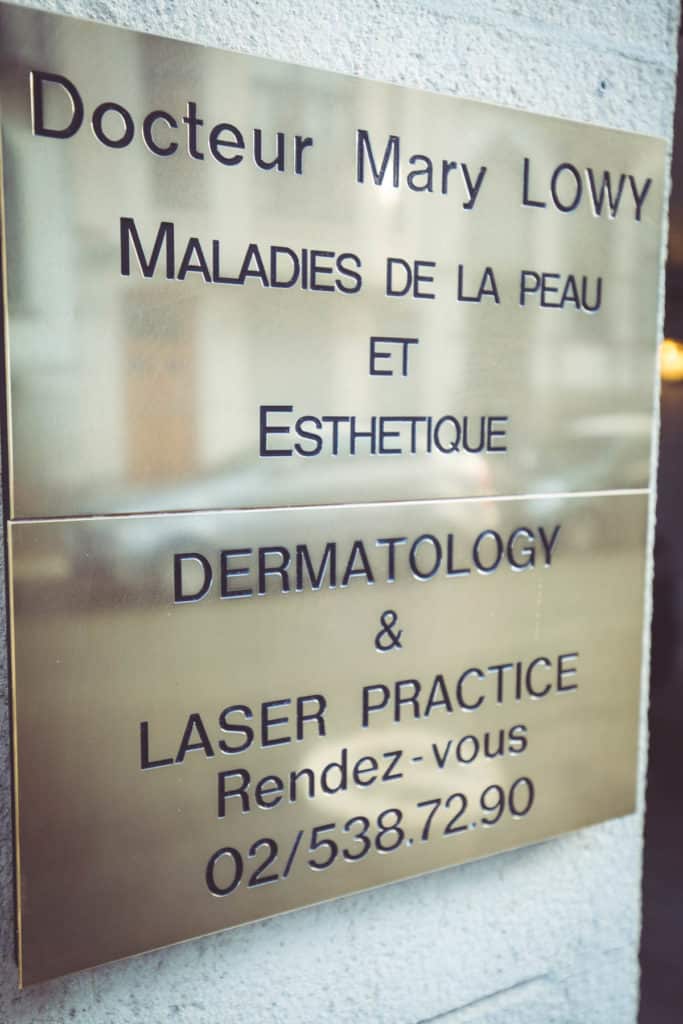 Docteur Mary LOWY
MALADIES DE LA PEAU
ET
ESTHETIQUE
DERMATOLOGY
&
LASER PRACTICE
Rendez-vous
02/538.72.90